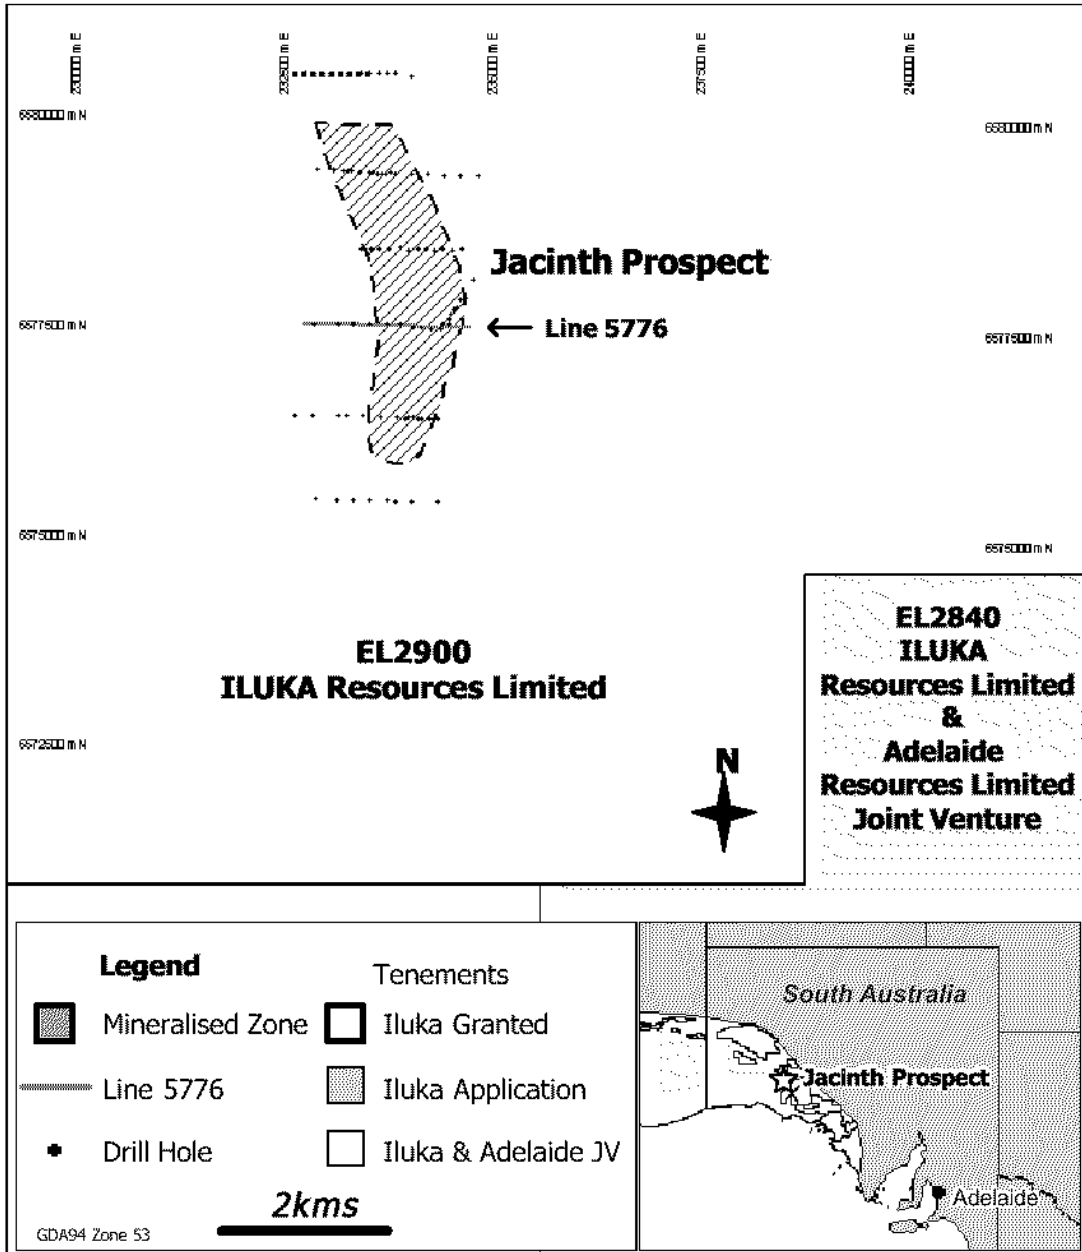 230000 m E
232500 m E
235000 m E
237500 m E
240000 m E
6580000 m N
6580000 m N
Jacinth Prospect
6577500 m N
Line 5776
6577500 m N
6575000 m N
6575000 m N
EL2900
ILUKA Resources Limited
EL2840
ILUKA
Resources Limited
&
Adelaide
Resources Limited
Joint Venture
6572500 m N
N
Legend
Tenements
Mineralised Zone
Iluka Granted
Line 5776
Iluka Application
Drill Hole
Iluka & Adelaide JV
2kms
GDA94 Zone 53
South Australia
Jacinth Prospect
Adelaide